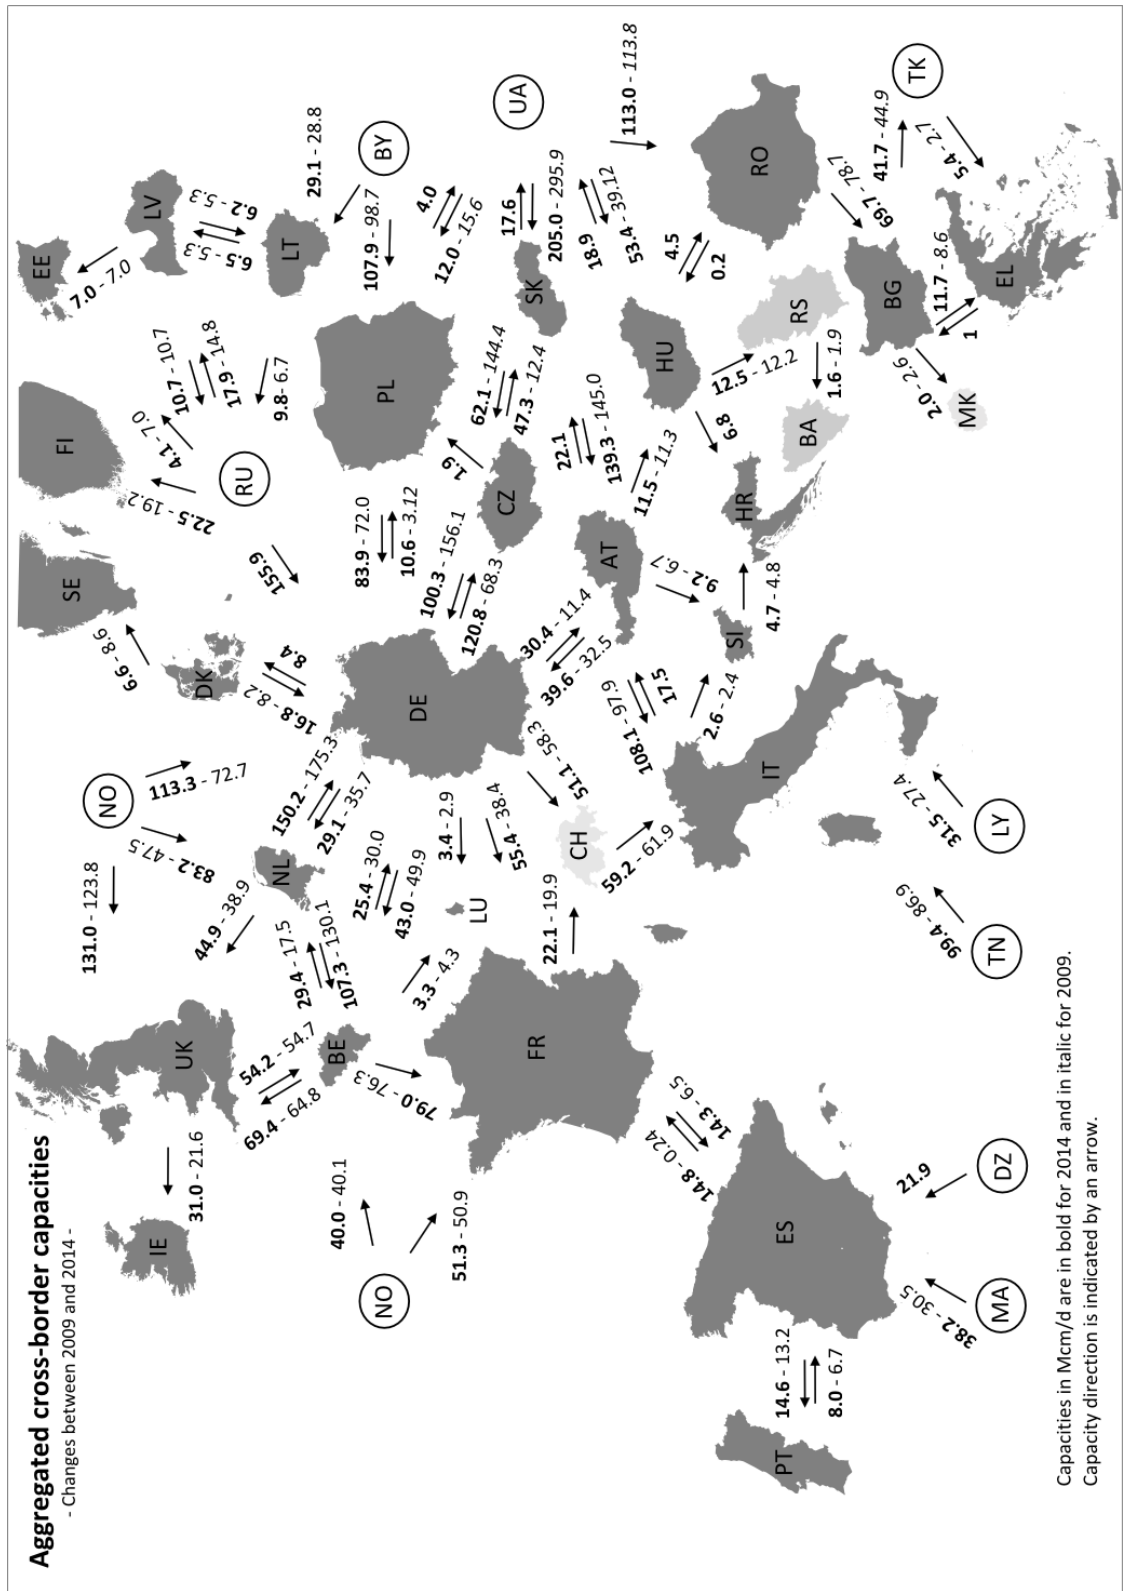 Aggregated cross-border capacities
- Changes between 2009 and 2014 -
IE
31.0 - 21.6
UK
131.0 - 123.8
NO
113.3 - 72.7
83.2 - 47.5
44.9 - 38.9
NL
6.6 - 8.6
SE
DK
16.8 - 8.2
8.4
22.5 - 19.2
FI
4.1 - 7.0
RU
155.9
10.7 - 10.7
17.9 - 14.8
9.8 - 6.7
EE
7.0 - 7.0
LV
6.2 - 5.3
6.5 - 5.3
LT
29.1 - 28.8
BY
107.9 - 98.7
4.0
12.0 - 15.6
69.4 - 64.8
54.2 - 54.7
29.4 - 17.5
107.3 - 130.1
BE
79.0 - 76.3
150.2 - 175.3
29.1 - 35.7
25.4 - 30.0
43.0 - 49.9
DE
83.9 - 72.0
10.6 - 3.12
PL
NO
40.0 - 40.1
51.3 - 50.9
3.3 - 4.3
LU
3.4 - 2.9
55.4 - 38.4
100.3 - 156.1
120.8 - 68.3
CZ
1.9
62.1 - 144.4
47.3 - 12.4
SK
17.6
205.0 - 295.9
UA
18.9
53.4 - 39.12
113.0 - 113.8
FR
22.1 - 19.9
CH
51.1 - 58.3
59.2 - 61.9
30.4 - 11.4
39.6 - 32.5
AT
22.1
139.3 - 145.0
11.5 - 11.3
HU
4.5
0.2
RO
14.8 - 0.24
14.3 - 6.5
108.1 - 97.9
17.5
9.2 - 6.7
SI
2.6 - 2.4
4.7 - 4.8
HR
6.8
12.5 - 12.2
RS
1.6 - 1.9
BA
69.7 - 78.7
BG
41.7 - 44.9
TK
5.4 - 2.7
PT
14.6 - 13.2
8.0 - 6.7
ES
IT
2.0 - 2.6
MK
11.7 - 8.6
1
EL
38.2 - 30.5
MA
21.9
DZ
99.4 - 86.9
TN
31.5 - 27.4
LY
Capacities in Mcm/d are in bold for 2014 and in italic for 2009.
Capacity direction is indicated by an arrow.